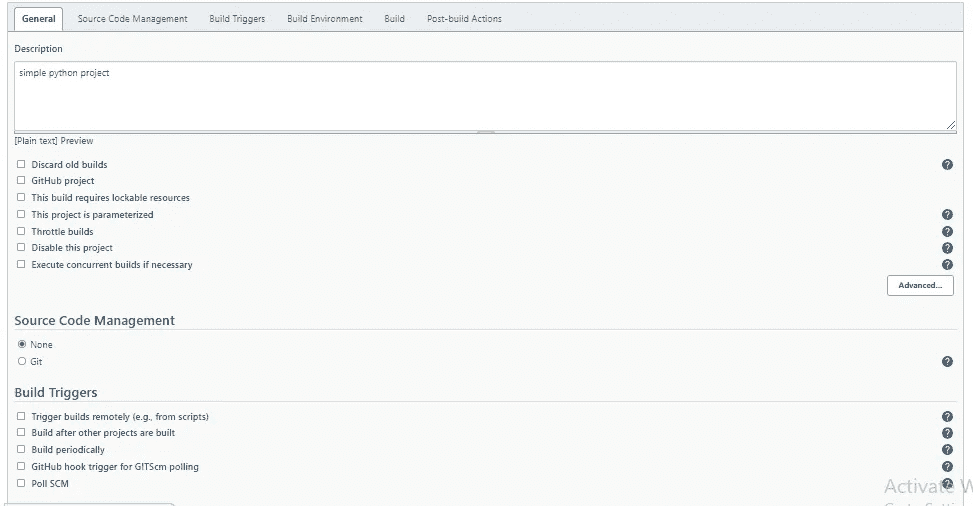 General Source Code Management Build Triggers Build Environment Build Post-build Actions
Description
simple python project
[Plain text] Preview
Discard old builds
GitHub project
This build requires lockable resources
This project is parameterized
Throttle builds
Disable this project
Execute concurrent builds if necessary
Advanced...
Source Code Management
None
Git
Build Triggers
Trigger builds remotely (e.g., from scripts)
Build after other projects are built
Build periodically
GitHub hook trigger for GITScm polling
Poll SCM
Activate W